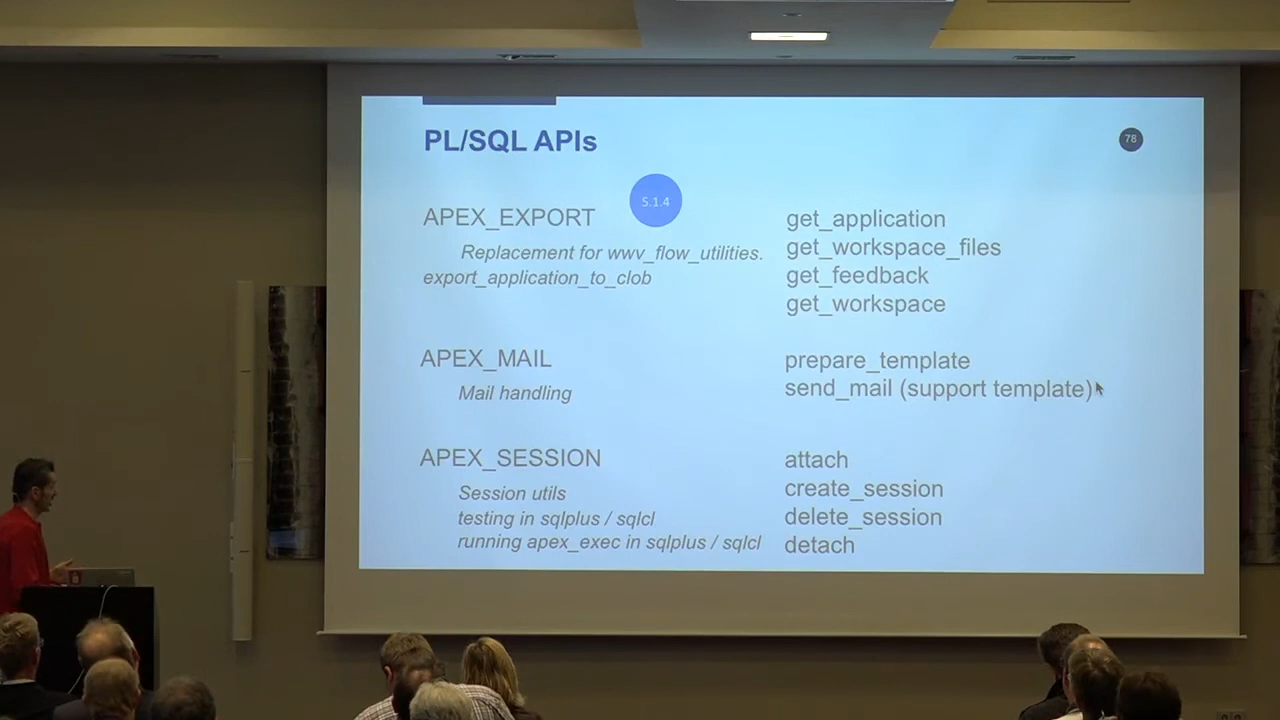 PL/SQL APIs
78
5.1.4
APEX_EXPORT
Replacement for wwv_flow_utilities.
export_application_to_clob
get_application
get_workspace_files
get_feedback
get_workspace
APEX_MAIL
Mail handling
prepare_template
send_mail (support template)
APEX_SESSION
Session utils
testing in sqlplus / sqlcl
running apex_exec in sqlplus / sqlcl
attach
create_session
delete_session
detach